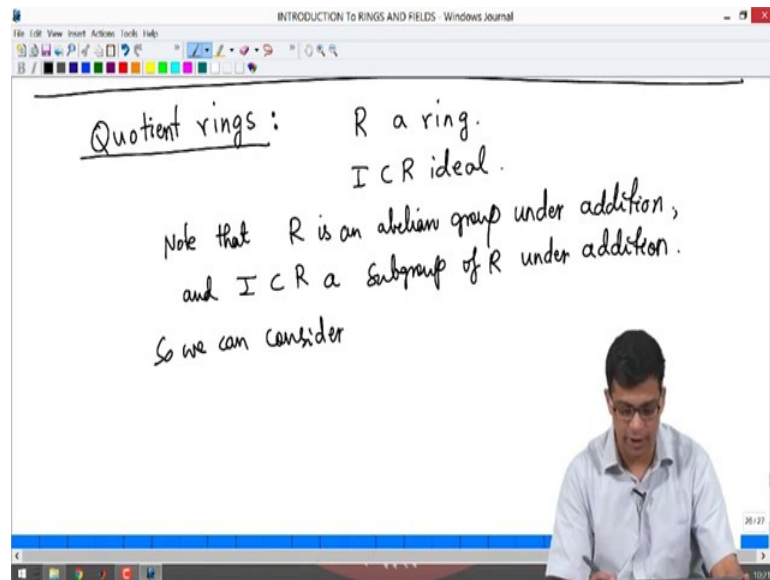 INTRODUCTION To RINGS AND FIELDS - Windows Journal
File Edit View Insert Actions Tools Help
Quotient rings: R a ring.
I ⊂ R ideal.
Note that R is an abelian group under addition,
and I ⊂ R a subgroup of R under addition.
So we can consider
26/27